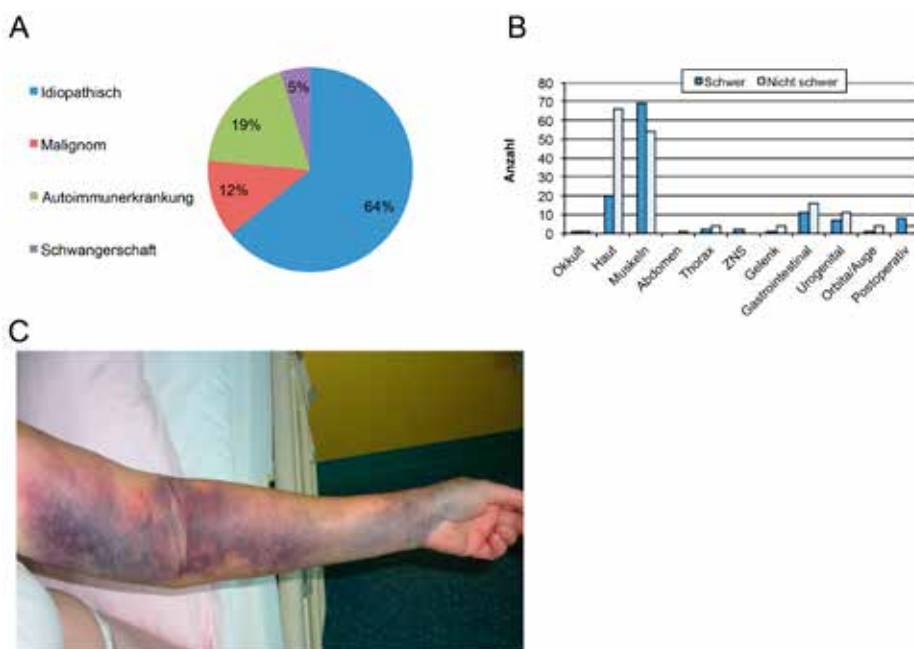 A
Idiopathisch
Malignom
Autoimmunerkrankung
Schwangerschaft
5%
19%
12%
64%
B
Schwer Nicht schwer
Anzahl
80
70
60
50
40
30
20
10
0
Okkult
Hauf
Muskeln
Abdomen
Thorax
ZNS
Gelenk
Gastrointestinal
Urogenital
Orbita/Auge
Postoperativ
C